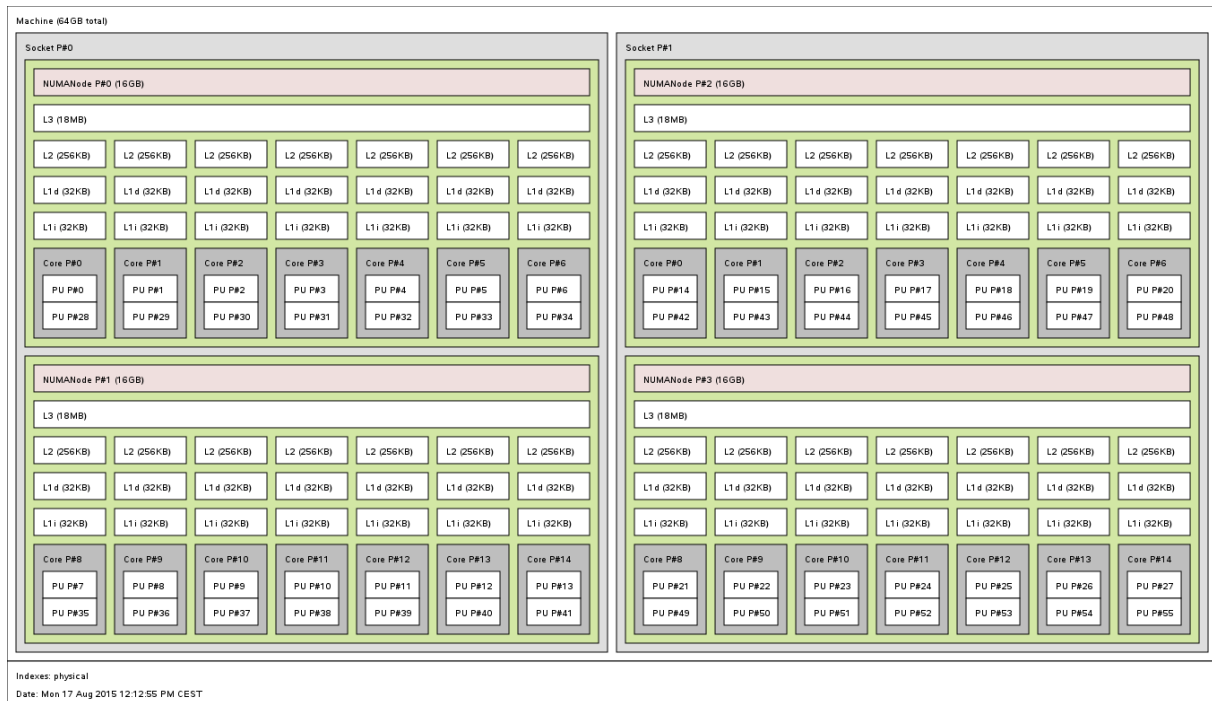 Machine (64GB total)
Socket P#0
NUMANode P#0 (16GB)
L3 (18MB)
L2 (256KB) L2 (256KB) L2 (256KB) L2 (256KB) L2 (256KB) L2 (256KB) L2 (256KB)
L1d (32KB) L1d (32KB) L1d (32KB) L1d (32KB) L1d (32KB) L1d (32KB) L1d (32KB)
L1i (32KB) L1i (32KB) L1i (32KB) L1i (32KB) L1i (32KB) L1i (32KB) L1i (32KB)
Core P#0 Core P#1 Core P#2 Core P#3 Core P#4 Core P#5 Core P#6
PU P#0 PU P#1 PU P#2 PU P#3 PU P#4 PU P#5 PU P#6
PU P#28 PU P#29 PU P#30 PU P#31 PU P#32 PU P#33 PU P#34
NUMANode P#1 (16GB)
L3 (18MB)
L2 (256KB) L2 (256KB) L2 (256KB) L2 (256KB) L2 (256KB) L2 (256KB) L2 (256KB)
L1d (32KB) L1d (32KB) L1d (32KB) L1d (32KB) L1d (32KB) L1d (32KB) L1d (32KB)
L1i (32KB) L1i (32KB) L1i (32KB) L1i (32KB) L1i (32KB) L1i (32KB) L1i (32KB)
Core P#8 Core P#9 Core P#10 Core P#11 Core P#12 Core P#13 Core P#14
PU P#7 PU P#8 PU P#9 PU P#10 PU P#11 PU P#12 PU P#13
PU P#35 PU P#36 PU P#37 PU P#38 PU P#39 PU P#40 PU P#41
Socket P#1
NUMANode P#2 (16GB)
L3 (18MB)
L2 (256KB) L2 (256KB) L2 (256KB) L2 (256KB) L2 (256KB) L2 (256KB) L2 (256KB)
L1d (32KB) L1d (32KB) L1d (32KB) L1d (32KB) L1d (32KB) L1d (32KB) L1d (32KB)
L1i (32KB) L1i (32KB) L1i (32KB) L1i (32KB) L1i (32KB) L1i (32KB) L1i (32KB)
Core P#0 Core P#1 Core P#2 Core P#3 Core P#4 Core P#5 Core P#6
PU P#14 PU P#15 PU P#16 PU P#17 PU P#18 PU P#19 PU P#20
PU P#42 PU P#43 PU P#44 PU P#45 PU P#46 PU P#47 PU P#48
NUMANode P#3 (16GB)
L3 (18MB)
L2 (256KB) L2 (256KB) L2 (256KB) L2 (256KB) L2 (256KB) L2 (256KB) L2 (256KB)
L1d (32KB) L1d (32KB) L1d (32KB) L1d (32KB) L1d (32KB) L1d (32KB) L1d (32KB)
L1i (32KB) L1i (32KB) L1i (32KB) L1i (32KB) L1i (32KB) L1i (32KB) L1i (32KB)
Core P#8 Core P#9 Core P#10 Core P#11 Core P#12 Core P#13 Core P#14
PU P#21 PU P#22 PU P#23 PU P#24 PU P#25 PU P#26 PU P#27
PU P#49 PU P#50 PU P#51 PU P#52 PU P#53 PU P#54 PU P#55
Indexes: physical
Date: Mon 17 Aug 2015 12:12:55 PM CEST